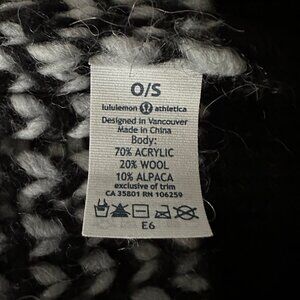 O/S
lululemon athletica
Designed in Vancouver
Made in China
Body:
70% ACRYLIC
20% WOOL
10% ALPACA
exclusive of trim
CA 35801 RN 106259
E6